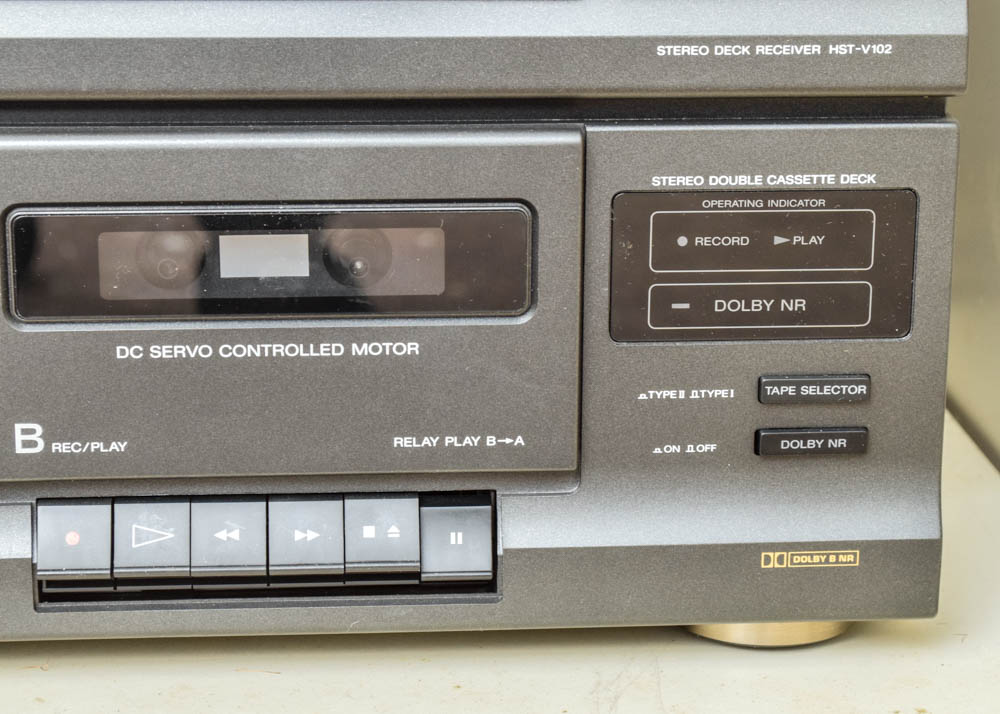 STEREO DECK RECEIVER HST-V102
STEREO DOUBLE CASSETTE DECK
OPERATING INDICATOR
RECORD PLAY
DOLBY NR
DC SERVO CONTROLLED MOTOR
TYPE II TYPE I TAPE SELECTOR
B REC/PLAY
RELAY PLAY B→A
ON OFF DOLBY NR
DOLBY B NR